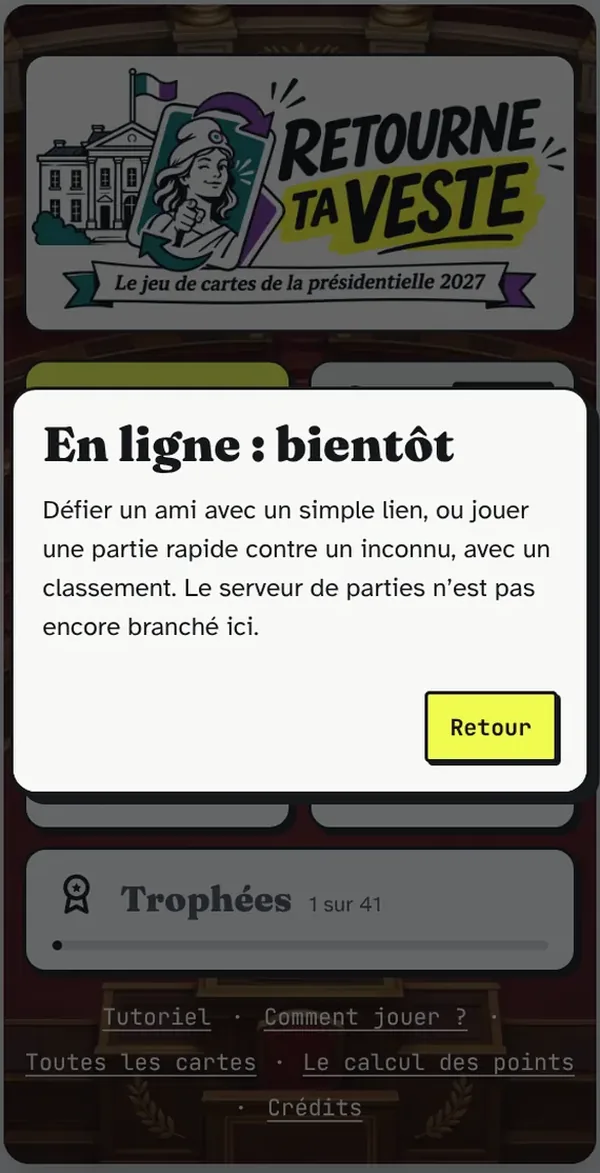 RETOURNE
TA VESTE
Le jeu de cartes de la présidentielle 2027
En ligne : bientôt
Défier un ami avec un simple lien, ou jouer
une partie rapide contre un inconnu, avec un
classement. Le serveur de parties n’est pas
encore branché ici.
Retour
Trophées 1 sur 41
Tutoriel · Comment jouer ? ·
Toutes les cartes · Le calcul des points
· Crédits